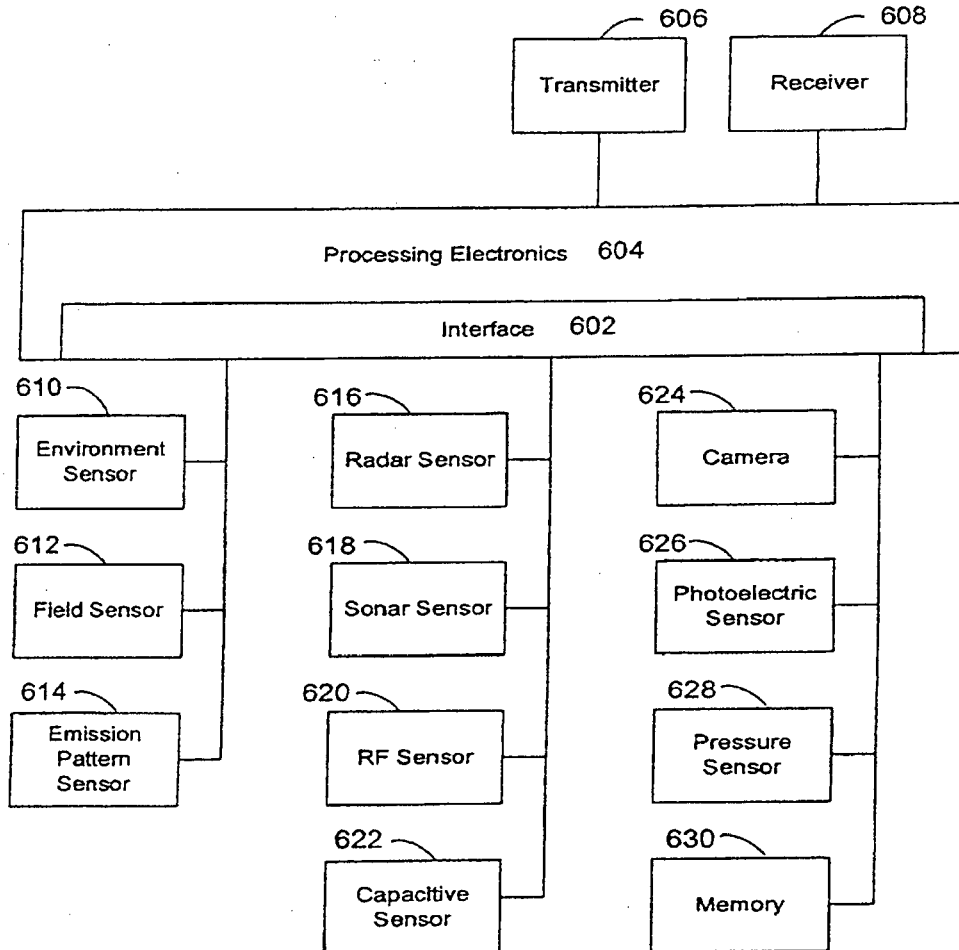 606
608
Transmitter
Receiver
Processing Electronics 604
Interface 602
610
Environment
Sensor
612
Field Sensor
614
Emission
Pattern
Sensor
616
Radar Sensor
618
Sonar Sensor
620
RF Sensor
622
Capacitive
Sensor
624
Camera
626
Photoelectric
Sensor
628
Pressure
Sensor
630
Memory